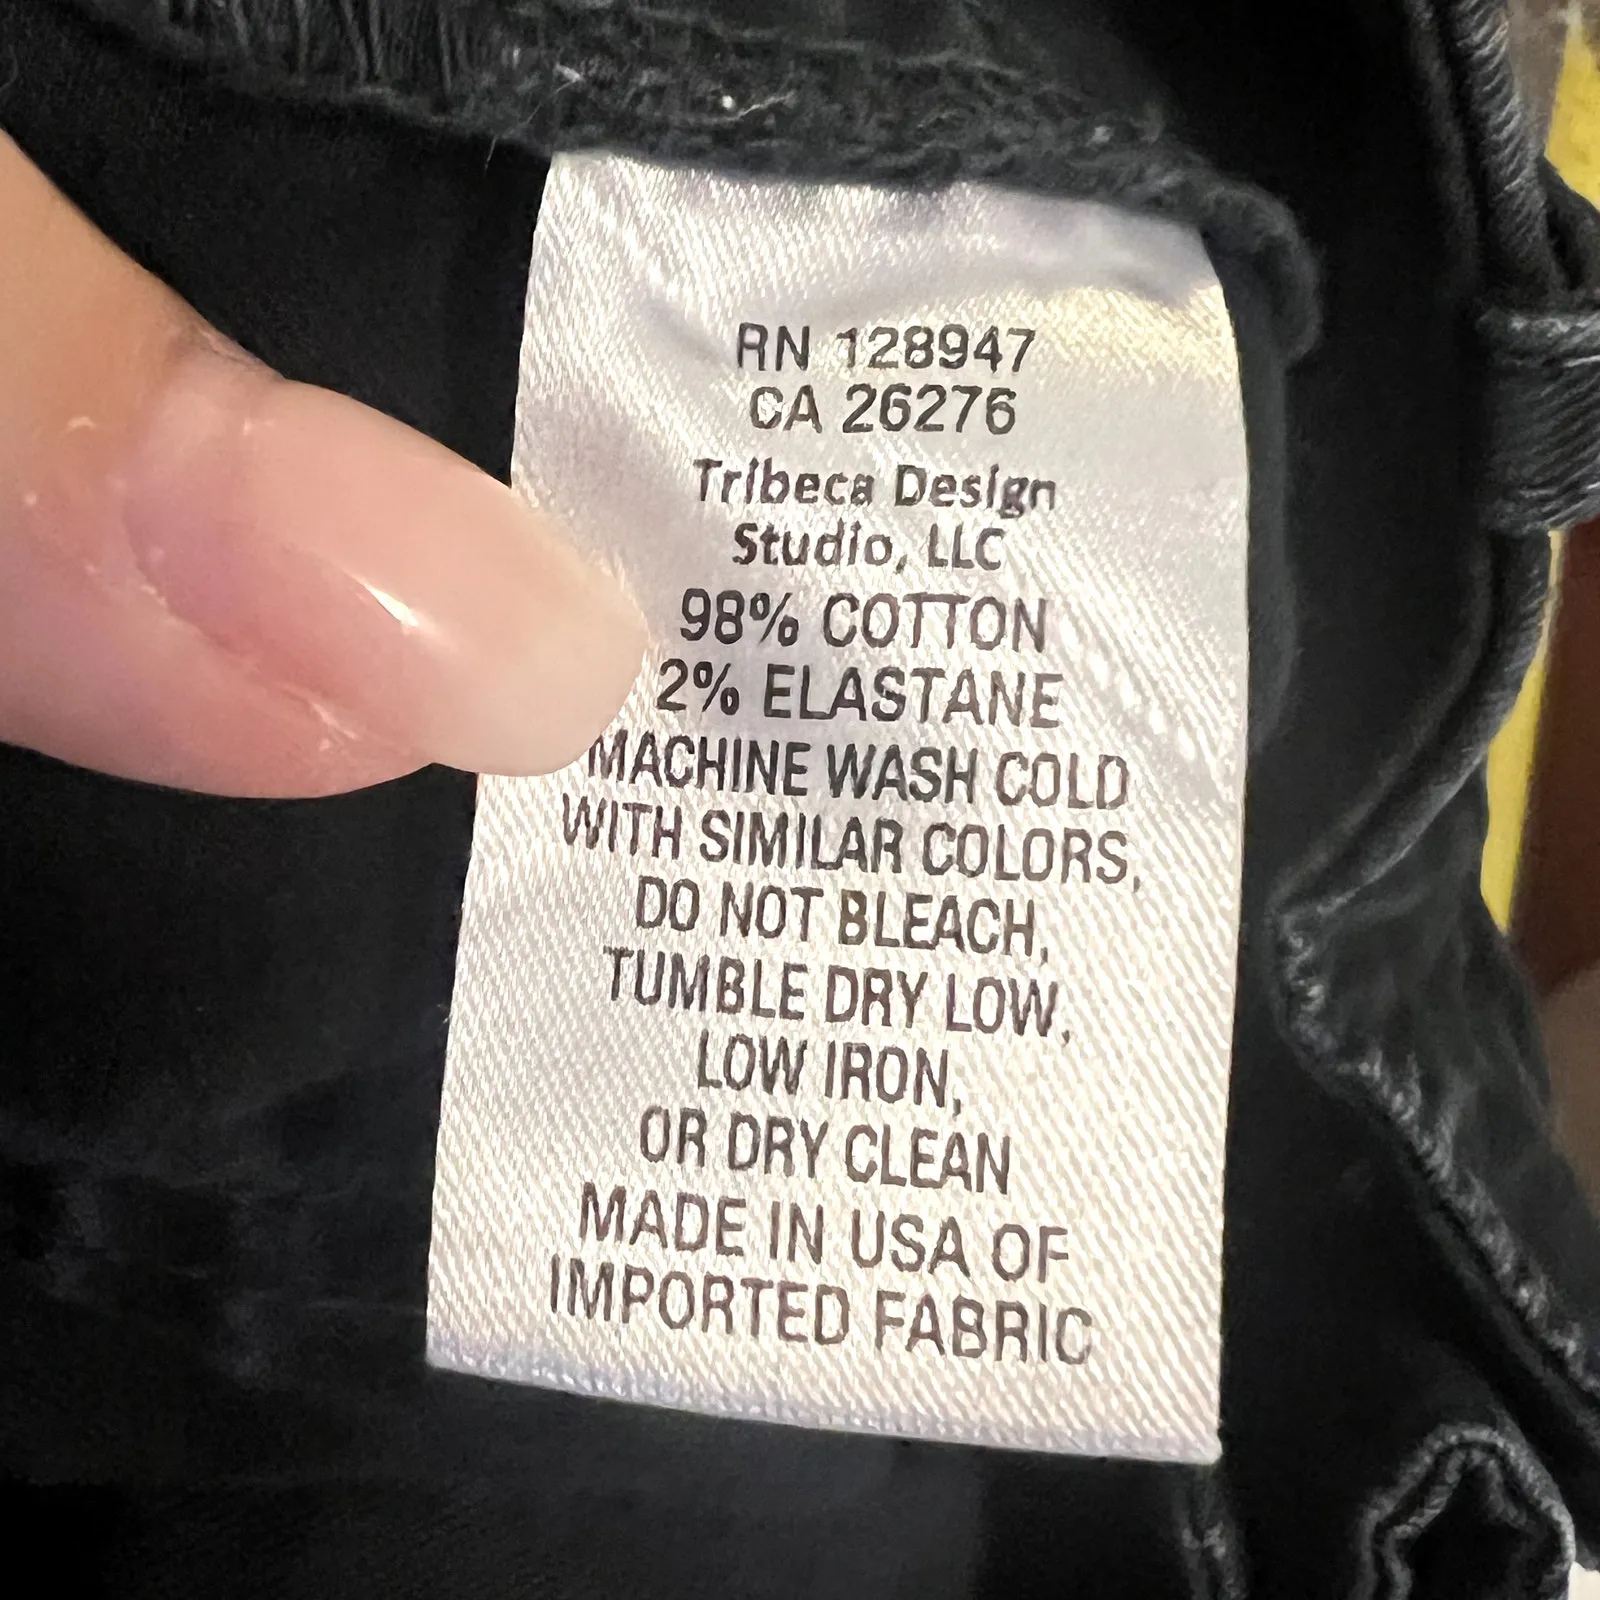 RN 128947
CA 26276
Tribeca Design
Studio, LLC
98% COTTON
2% ELASTANE
MACHINE WASH COLD
WITH SIMILAR COLORS,
DO NOT BLEACH,
TUMBLE DRY LOW,
LOW IRON,
OR DRY CLEAN
MADE IN USA OF
IMPORTED FABRIC